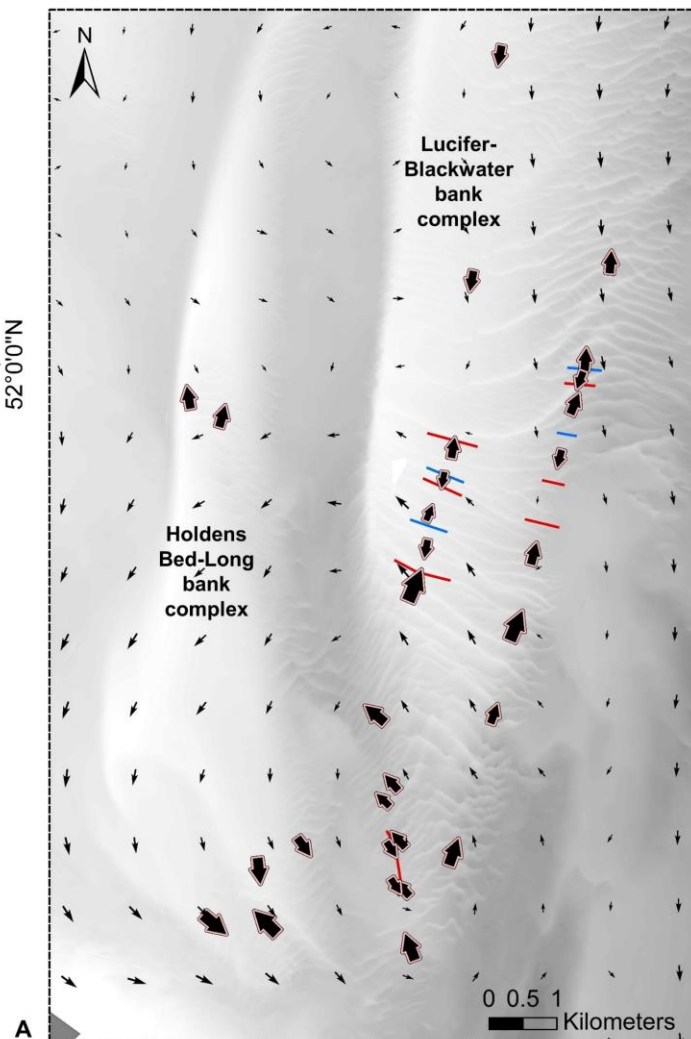 N
Lucifer-
Blackwater
bank
complex
52°0'0"N
Holdens
Bed-Long
bank
complex
0 0.5 1
Kilometers
A